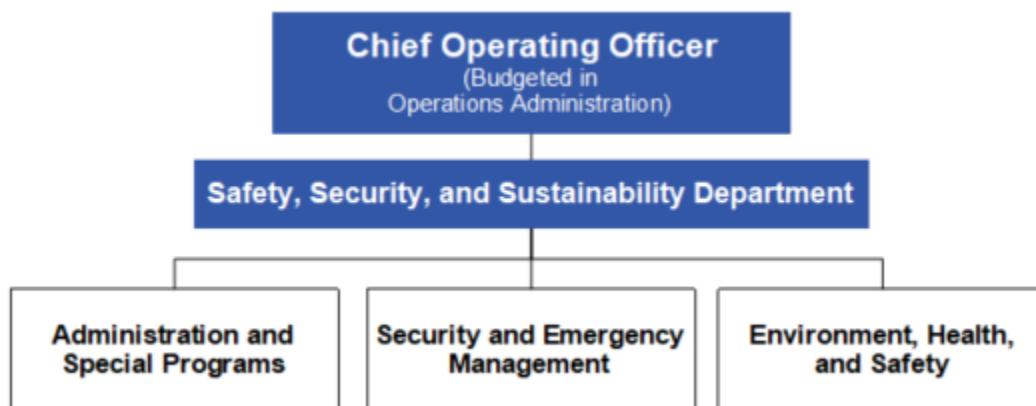 Chief Operating Officer
(Budgeted in
Operations Administration)
Safety, Security, and Sustainability Department
Administration and
Special Programs
Security and Emergency
Management
Environment, Health,
and Safety